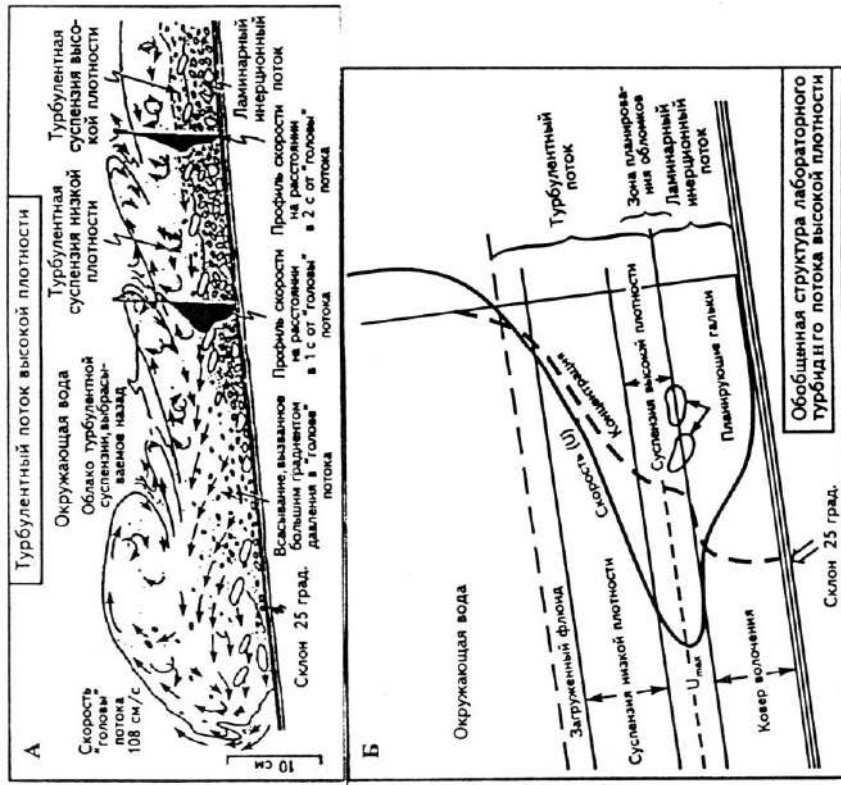 А
Турбулентный поток высокой плотности
Скорость
"головы"
потока
108 см/с
Окружающая вода
Облако турбулентной
суспензии, выбрасы-
ваемое назад
Турбулентная
суспензия низкой
плотности
Турбулентная
суспензия высо-
кой плотности
10 см
Склон 25 град.
Всасывание, вызванное
большим градиентом
давления в "голове"
потока
Профиль скорости
на расстоянии
в 1 с от "головы"
потока
Профиль скорости
на расстоянии
в 2 с от "головы"
потока
Ламинарный
инерционный
поток
Б
Окружающая вода
Загруженный флюид
Суспензия низкой плотности
U max
Ковер волочения
Скорость (U)
Концентрация
Суспензия высокой плотности
Планирующие гальки
Турбулентный
поток
Зона планирова-
ния обломков
Ламинарный
инерционный
поток
Склон 25 град.
Обобщенная структура лабораторного
турбидного потока высокой плотности